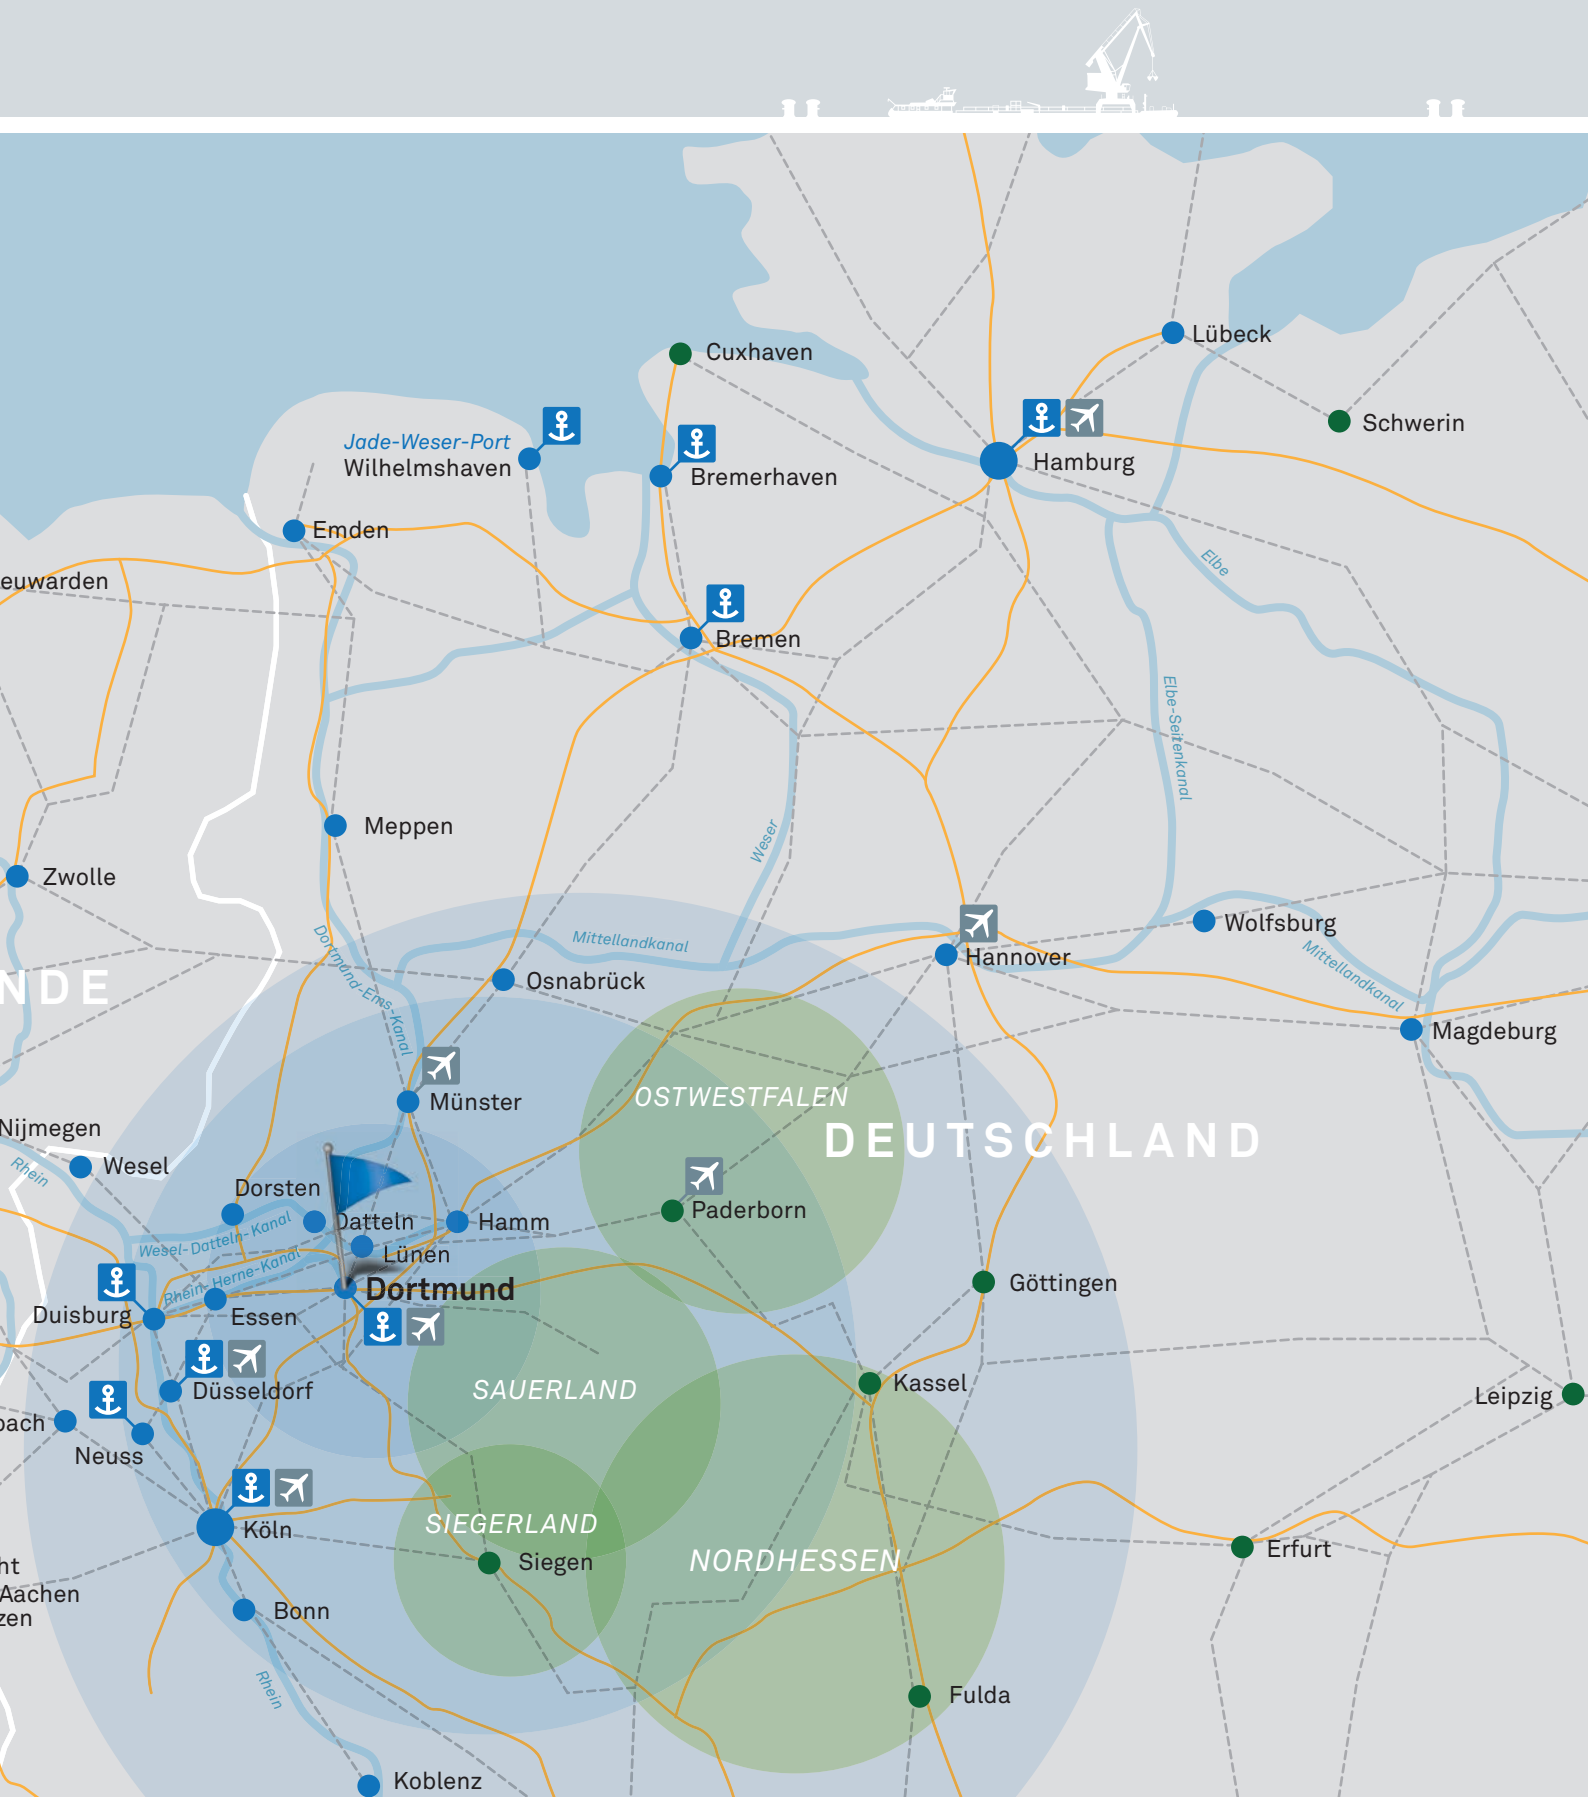 Lübeck
Cuxhaven
Schwerin
Jade-Weser-Port
Wilhelmshaven
Hamburg
Bremerhaven
Emden
Elbe
euwarden
Bremen
Elbe-Seitenkanal
Meppen
Weser
Zwolle
Wolfsburg
Mittellandkanal
Dortmund-Ems-Kanal
Hannover
Mittellandkanal
Osnabrück
NDE
Magdeburg
OSTWESTFALEN
Münster
Nijmegen
DEUTSCHLAND
Rhein
Wesel
Dorsten
Paderborn
Datteln
Hamm
Wesel-Datteln-Kanal
Lünen
Rhein-Herne-Kanal
Göttingen
Dortmund
Duisburg
Essen
Düsseldorf
SAUERLAND
Kassel
Leipzig
bach
Neuss
SIEGERLAND
Köln
Erfurt
NORDHESSEN
Siegen
ht
Aachen
zen
Bonn
Rhein
Fulda
Koblenz